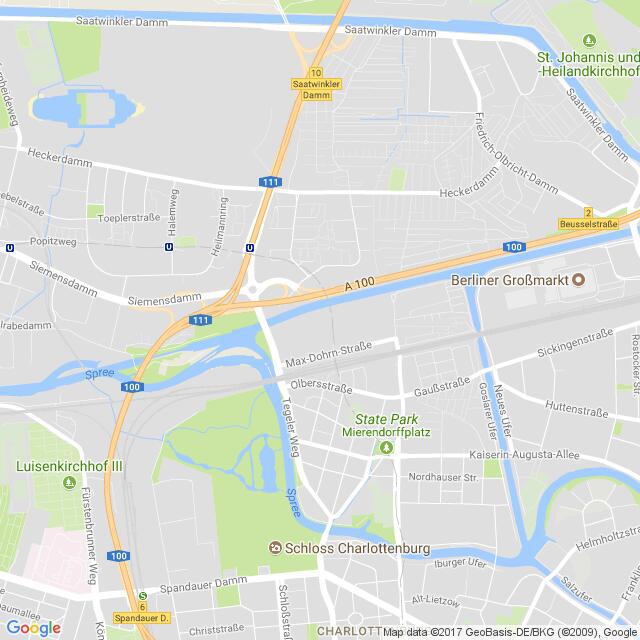 Saatwinkler Damm
Saatwinkler Damm
St. Johannis und
-Heilandkirchhof
10
Saatwinkler
Damm
Saatwinkler Damm
Friedrich-Olbricht-Damm
Heckerdamm
111
Heckerdamm
Toeplerstraße
Halemweg
Heilmannring
2
Beusselstraße
Popitzweg
100
A 100
Siemensdamm
Siemensdamm
Berliner Großmarkt
111
Max-Dohrn-Straße
Sickingenstraße
Rostocker Str.
Spree
100
Olbersstraße
Gaußstraße
Tegeler Weg
Goslarer Ufer
Neues Ufer
Huttenstraße
State Park
Mierendorffplatz
Kaiserin-Augusta-Allee
Luisenkirchhof III
Fürstenbrunner Weg
Nordhauser Str.
Spree
100
Schloss Charlottenburg
Iburger Ufer
Helmholtzstraße
Spandauer Damm
Salzufer
6
Spandauer D.
Schloßstraße
Alt-Lietzow
Christstraße
Google
Map data ©2017 GeoBasis-DE/BKG (©2009), Google